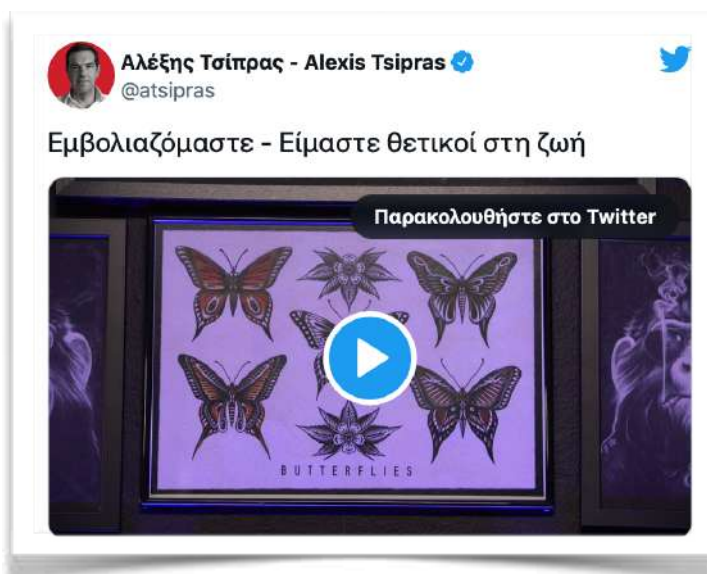 Αλέξης Τσίπρας - Alexis Tsipras
@atsipras
Εμβολιαζόμαστε - Είμαστε θετικοί στη ζωή
Παρακολουθήστε στο Twitter
BUTTERFLIES